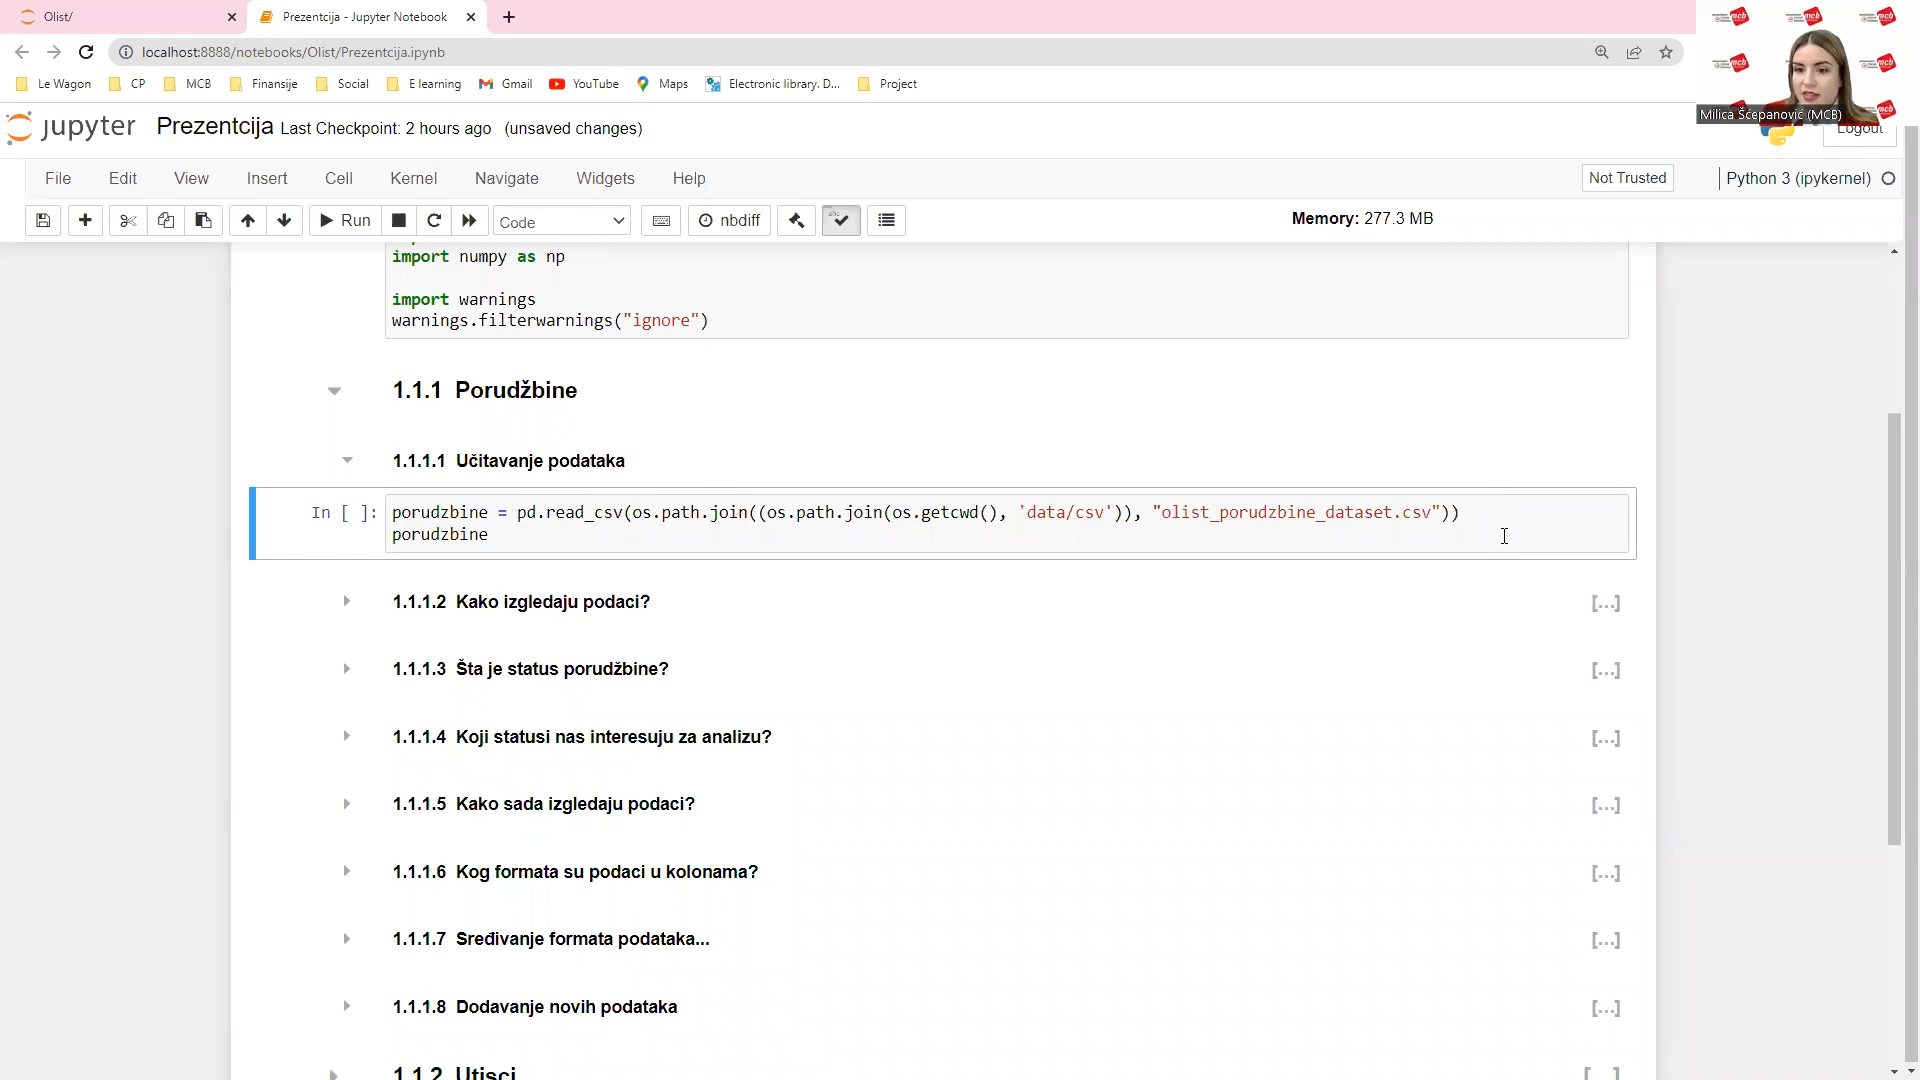 Olist/
Prezentcija - Jupyter Notebook
localhost:8888/notebooks/Olist/Prezentcija.ipynb
Le Wagon CP MCB Finansije Social E learning Gmail YouTube Maps Electronic library. D... Project
mcb
Milica Šćepanović (MCB)
jupyter Prezentcija Last Checkpoint: 2 hours ago (unsaved changes)
Logout
File Edit View Insert Cell Kernel Navigate Widgets Help
Not Trusted Python 3 (ipykernel)
Run Code nbdiff Memory: 277.3 MB
import numpy as np
import warnings
warnings.filterwarnings("ignore")
1.1.1 Porudžbine
1.1.1.1 Učitavanje podataka
In [ ]: porudzbine = pd.read_csv(os.path.join((os.path.join(os.getcwd(), 'data/csv')), "olist_porudzbine_dataset.csv"))
porudzbine
1.1.1.2 Kako izgledaju podaci? [...]
1.1.1.3 Šta je status porudžbine? [...]
1.1.1.4 Koji statusi nas interesuju za analizu? [...]
1.1.1.5 Kako sada izgledaju podaci? [...]
1.1.1.6 Kog formata su podaci u kolonama? [...]
1.1.1.7 Sređivanje formata podataka... [...]
1.1.1.8 Dodavanje novih podataka [...]
1.1.2 Utisci [...]